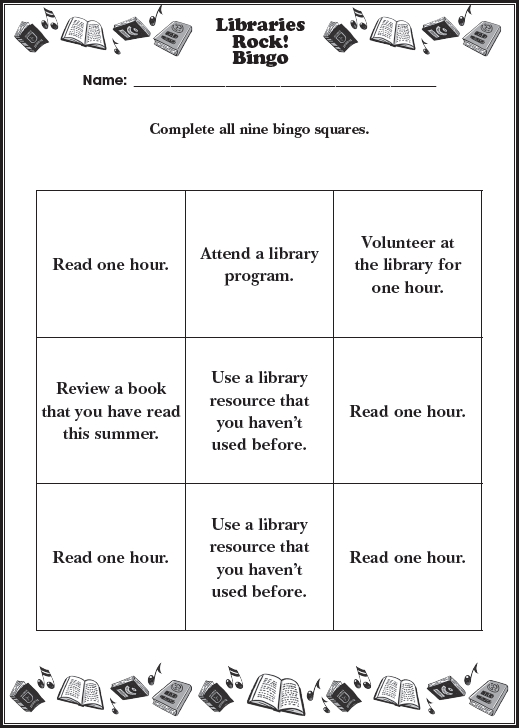 Libraries
Rock!
Bingo
Name:
Complete all nine bingo squares.
Read one hour.
Attend a library
program.
Volunteer at
the library for
one hour.
Review a book
that you have read
this summer.
Use a library
resource that
you haven't
used before.
Read one hour.
Read one hour.
Use a library
resource that
you haven't
used before.
Read one hour.